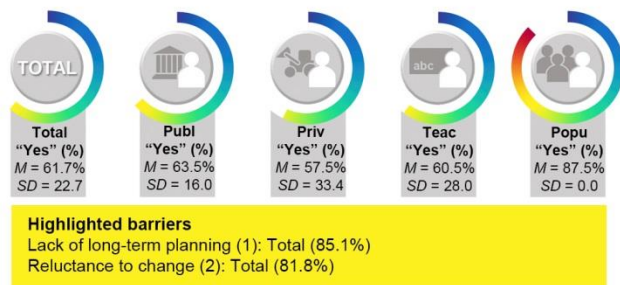 TOTAL
abc
Total
"Yes" (%)
M = 61.7%
SD = 22.7
Publ
"Yes" (%)
M = 63.5%
SD = 16.0
Priv
"Yes" (%)
M = 57.5%
SD = 33.4
Teac
"Yes" (%)
M = 60.5%
SD = 28.0
Popu
"Yes" (%)
M = 87.5%
SD = 0.0
Highlighted barriers
Lack of long-term planning (1): Total (85.1%)
Reluctance to change (2): Total (81.8%)